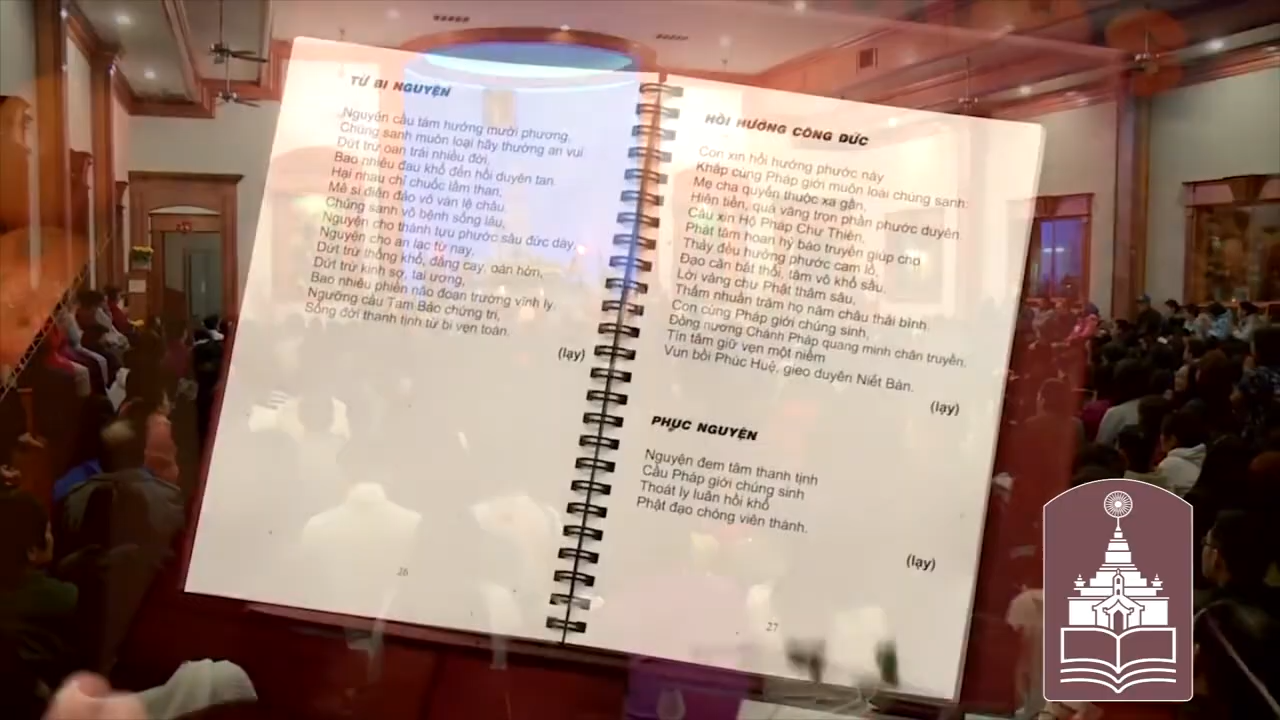 TỪ BI NGUYỆN
Nguyện cầu tám hướng mười phương,
Chúng sanh muôn loại hãy thường an vui
Dứt trừ oan trái nhiều đời,
Bao nhiêu đau khổ đến hồi duyên tan.
Hại nhau chỉ chuốc lầm than,
Mê si điên đảo vô vàn lệ châu.
Chúng sanh vô bệnh sống lâu,
Nguyện cho thành tựu phước sâu đức dày,
Nguyện cho an lạc từ nay,
Dứt trừ thống khổ, đắng cay, oán hờn,
Dứt trừ kinh sợ, tai ương,
Bao nhiêu phiền não đoạn trường vĩnh ly.
Ngưỡng cầu Tam Bảo chứng tri,
Sống đời thanh tịnh từ bi vẹn toàn.
(lạy)
26
HỒI HƯỚNG CÔNG ĐỨC
Con xin hồi hướng phước này
Khắp cùng Pháp giới muôn loài chúng sanh:
Mẹ cha quyến thuộc xa gần,
Hiện tiền, quá vãng trọn phần phước duyên.
Cầu xin Hộ Pháp Chư Thiên,
Phát tâm hoan hỷ báo truyền giúp cho
Thảy đều hưởng phước cam lồ,
Đạo căn bất thối, tâm vô khổ sầu.
Lời vàng chư Phật thâm sâu,
Thấm nhuần trăm họ năm châu thái bình.
Con cùng Pháp giới chúng sinh,
Đồng nương Chánh Pháp quang minh chân truyền.
Tín tâm giữ vẹn một niềm
Vun bồi Phúc Huệ, gieo duyên Niết Bàn.
(lạy)
PHỤC NGUYỆN
Nguyện đem tâm thanh tịnh
Cầu Pháp giới chúng sinh
Thoát ly luân hồi khổ
Phật đạo chóng viên thành.
(lạy)
27